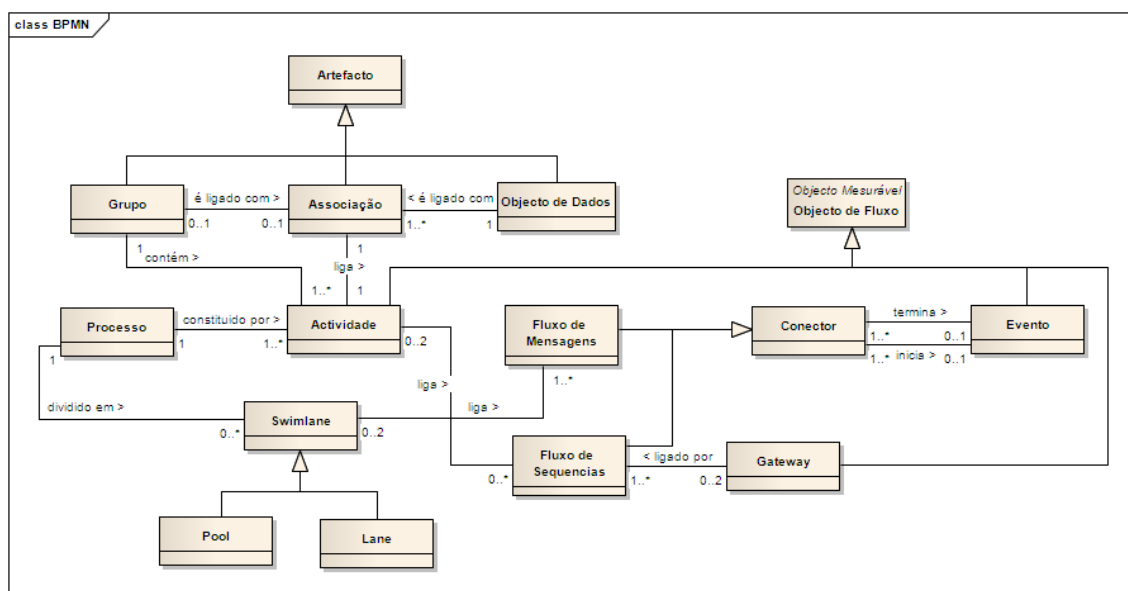 class BPMN
Artefacto
Objecto Mesurável
Objecto de Fluxo
Grupo
é ligado com >
0..1
0..1
Associação
< é ligado com
1..*
1
Objecto de Dados
1
contém >
1..*
1
liga >
1
Processo
constituido por >
1
1..*
Actividade
0..2
Fluxo de
Mensagens
1..*
Conector
termina >
1..*
0..1
inicia >
1..*
0..1
Evento
1
dividido em >
0..*
Swimlane
0..2
liga >
liga >
0..*
Fluxo de
Sequencias
< ligado por
1..*
0..2
Gateway
Pool
Lane